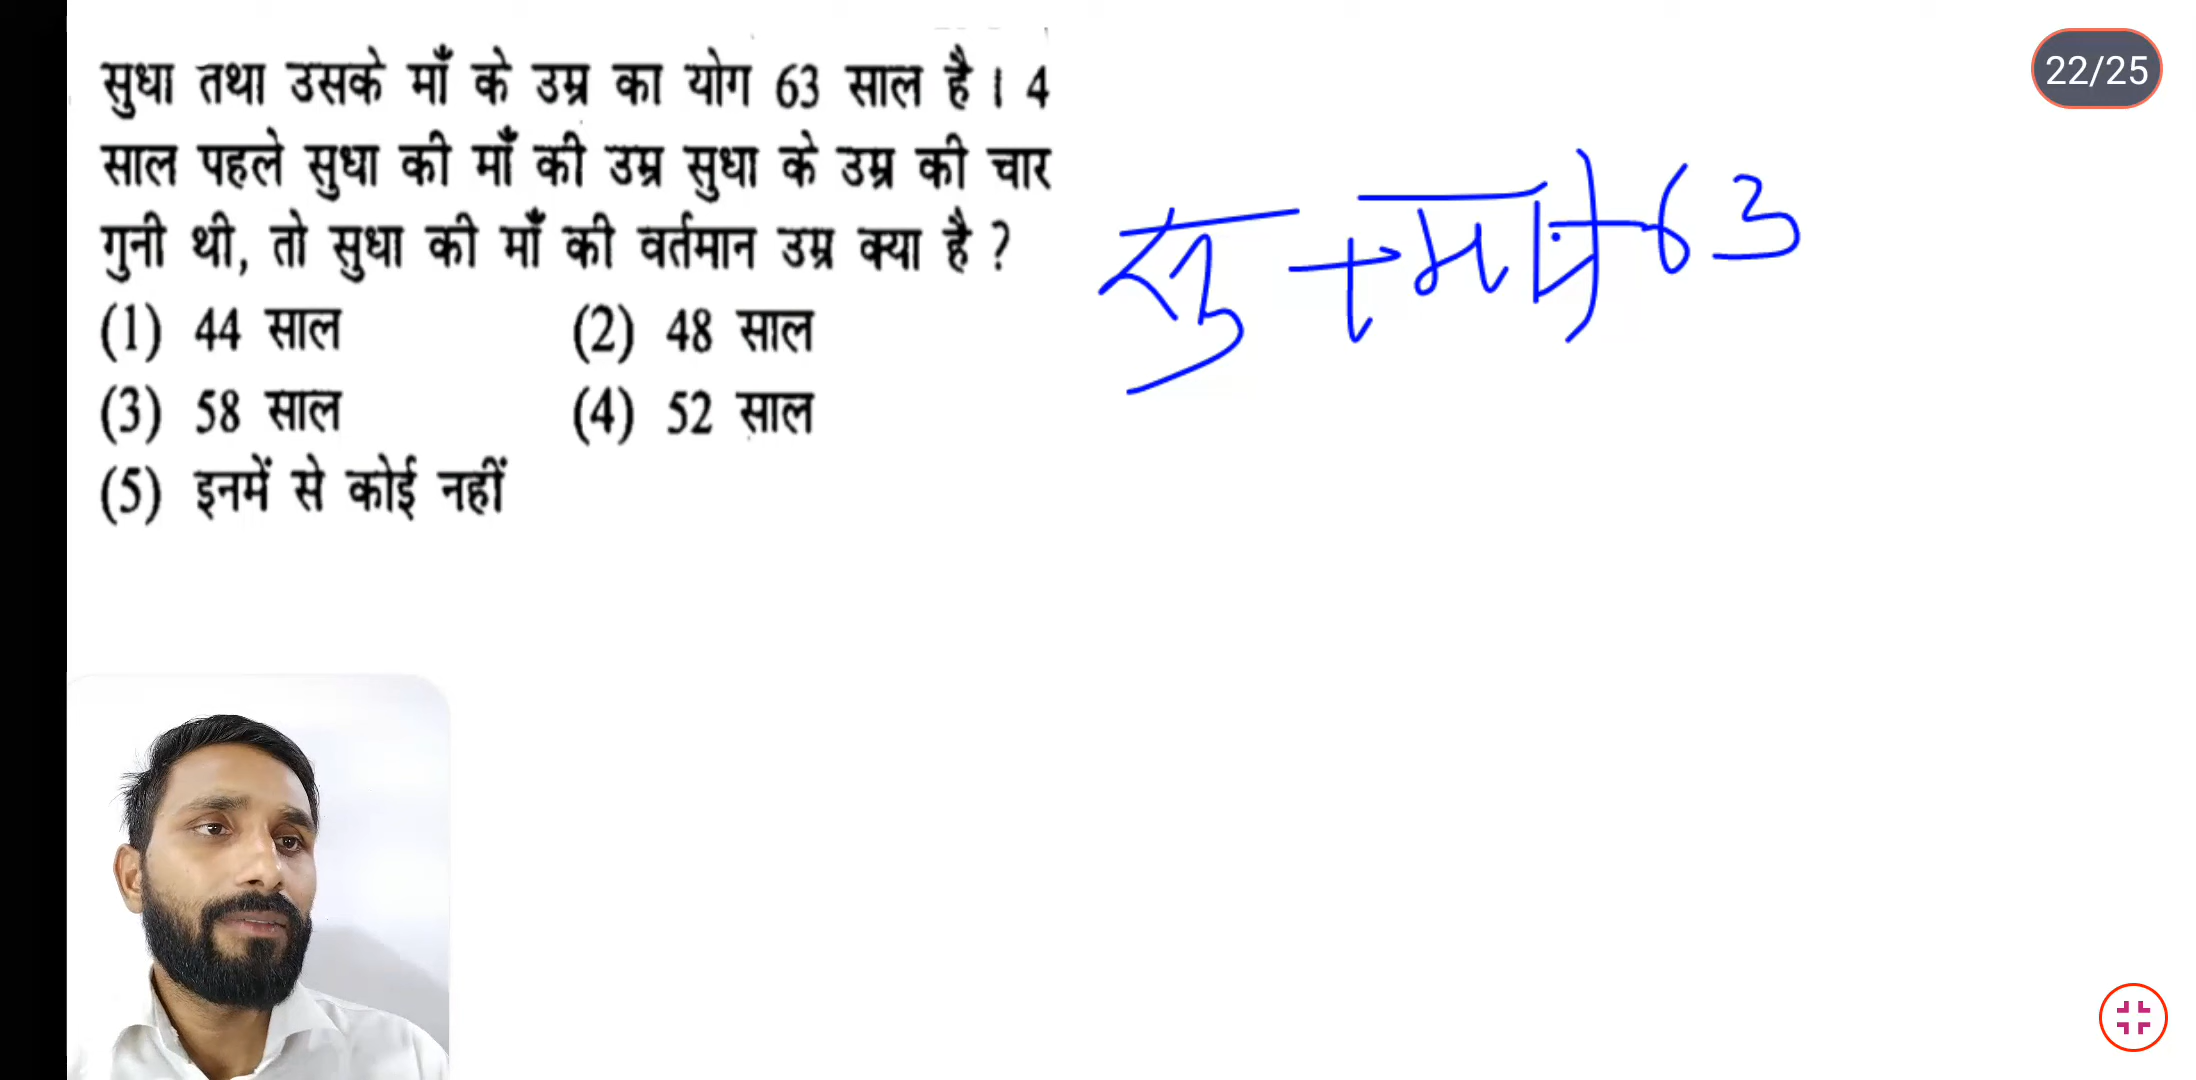 सुधा तथा उसके माँ के उम्र का योग 63 साल है । 4
साल पहले सुधा की माँ की उम्र सुधा के उम्र की चार
गुनी थी, तो सुधा की माँ की वर्तमान उम्र क्या है ?
(1) 44 साल (2) 48 साल
(3) 58 साल (4) 52 साल
(5) इनमें से कोई नहीं
22/25
सु + माँ 63